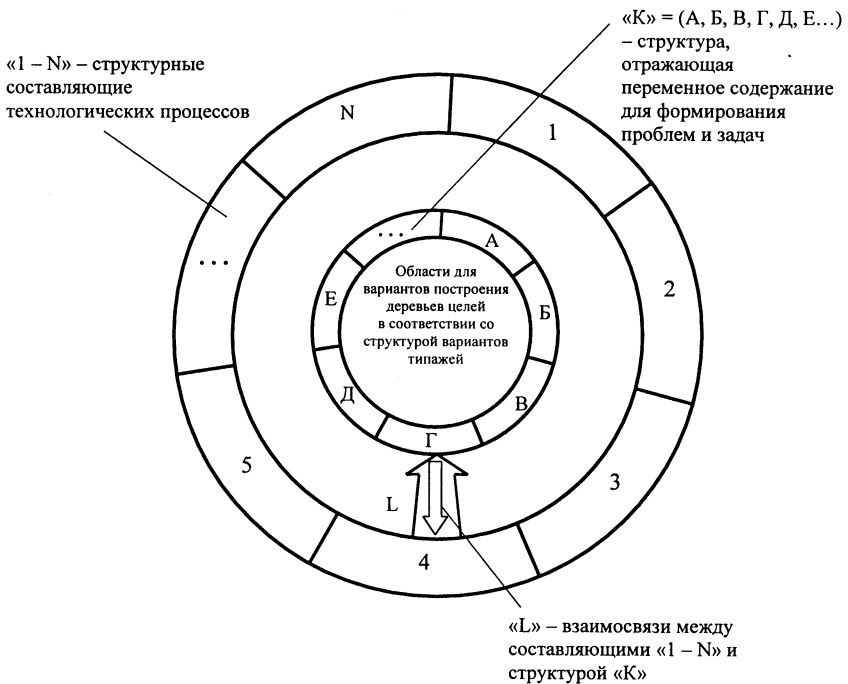 «К» = (А, Б, В, Г, Д, Е…)
– структура,
отражающая
переменное содержание
для формирования
проблем и задач
«1 – N» – структурные
составляющие
технологических процессов
N
1
2
3
4
5
...
...
А
Б
В
Г
Д
Е
Области для
вариантов построения
деревьев целей
в соответствии со
структурой вариантов
типажей
L
«L» – взаимосвязи между
составляющими «1 – N» и
структурой «К»